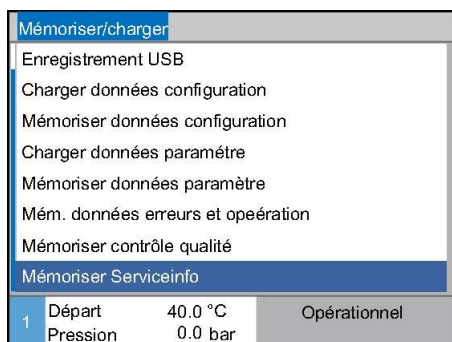 Mémoriser/charger
Enregistrement USB
Charger données configuration
Mémoriser données configuration
Charger données paramétre
Mémoriser données paramètre
Mém. données erreurs et opeération
Mémoriser contrôle qualité
Mémoriser Serviceinfo
1 Départ 40.0 °C Opérationnel
Pression 0.0 bar